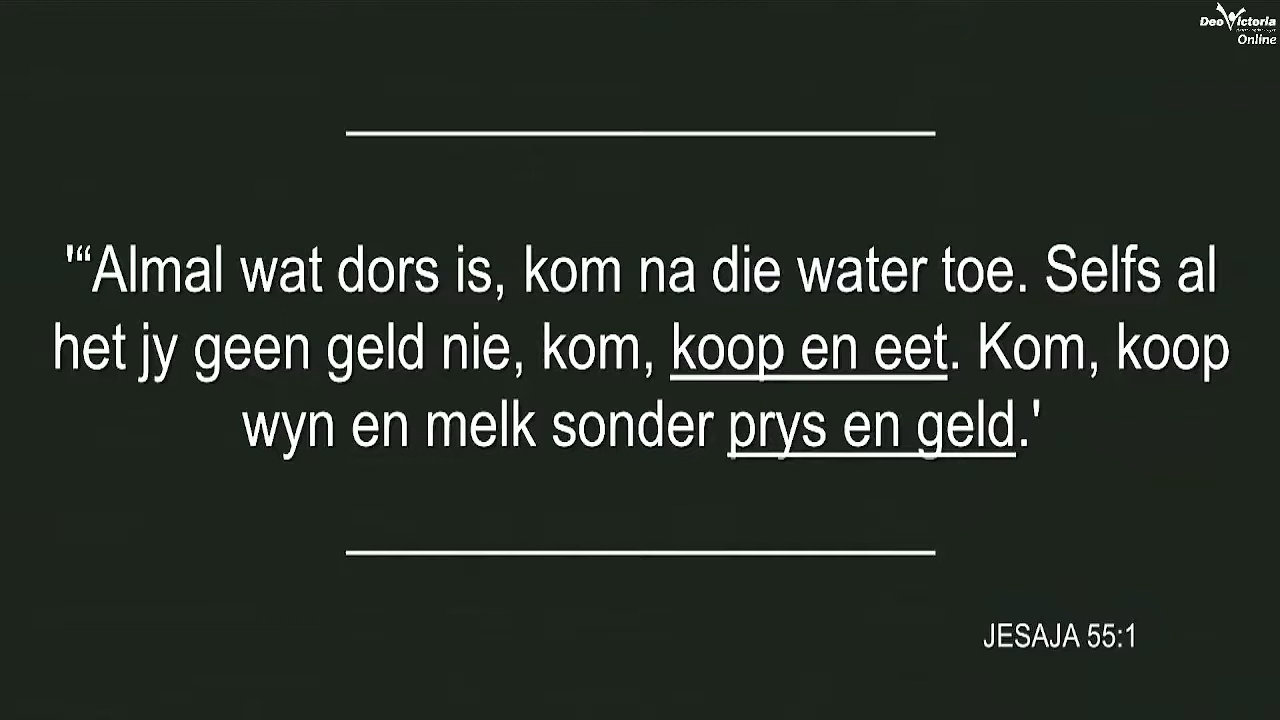 Deo Victoria
Online
'“Almal wat dors is, kom na die water toe. Selfs al
het jy geen geld nie, kom, koop en eet. Kom, koop
wyn en melk sonder prys en geld.'
JESAJA 55:1